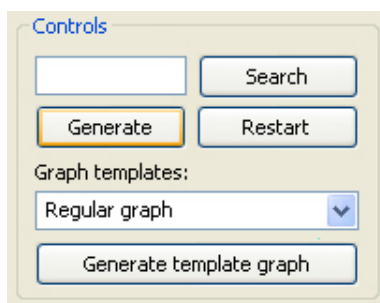 Controls
Search
Generate Restart
Graph templates:
Regular graph
Generate template graph